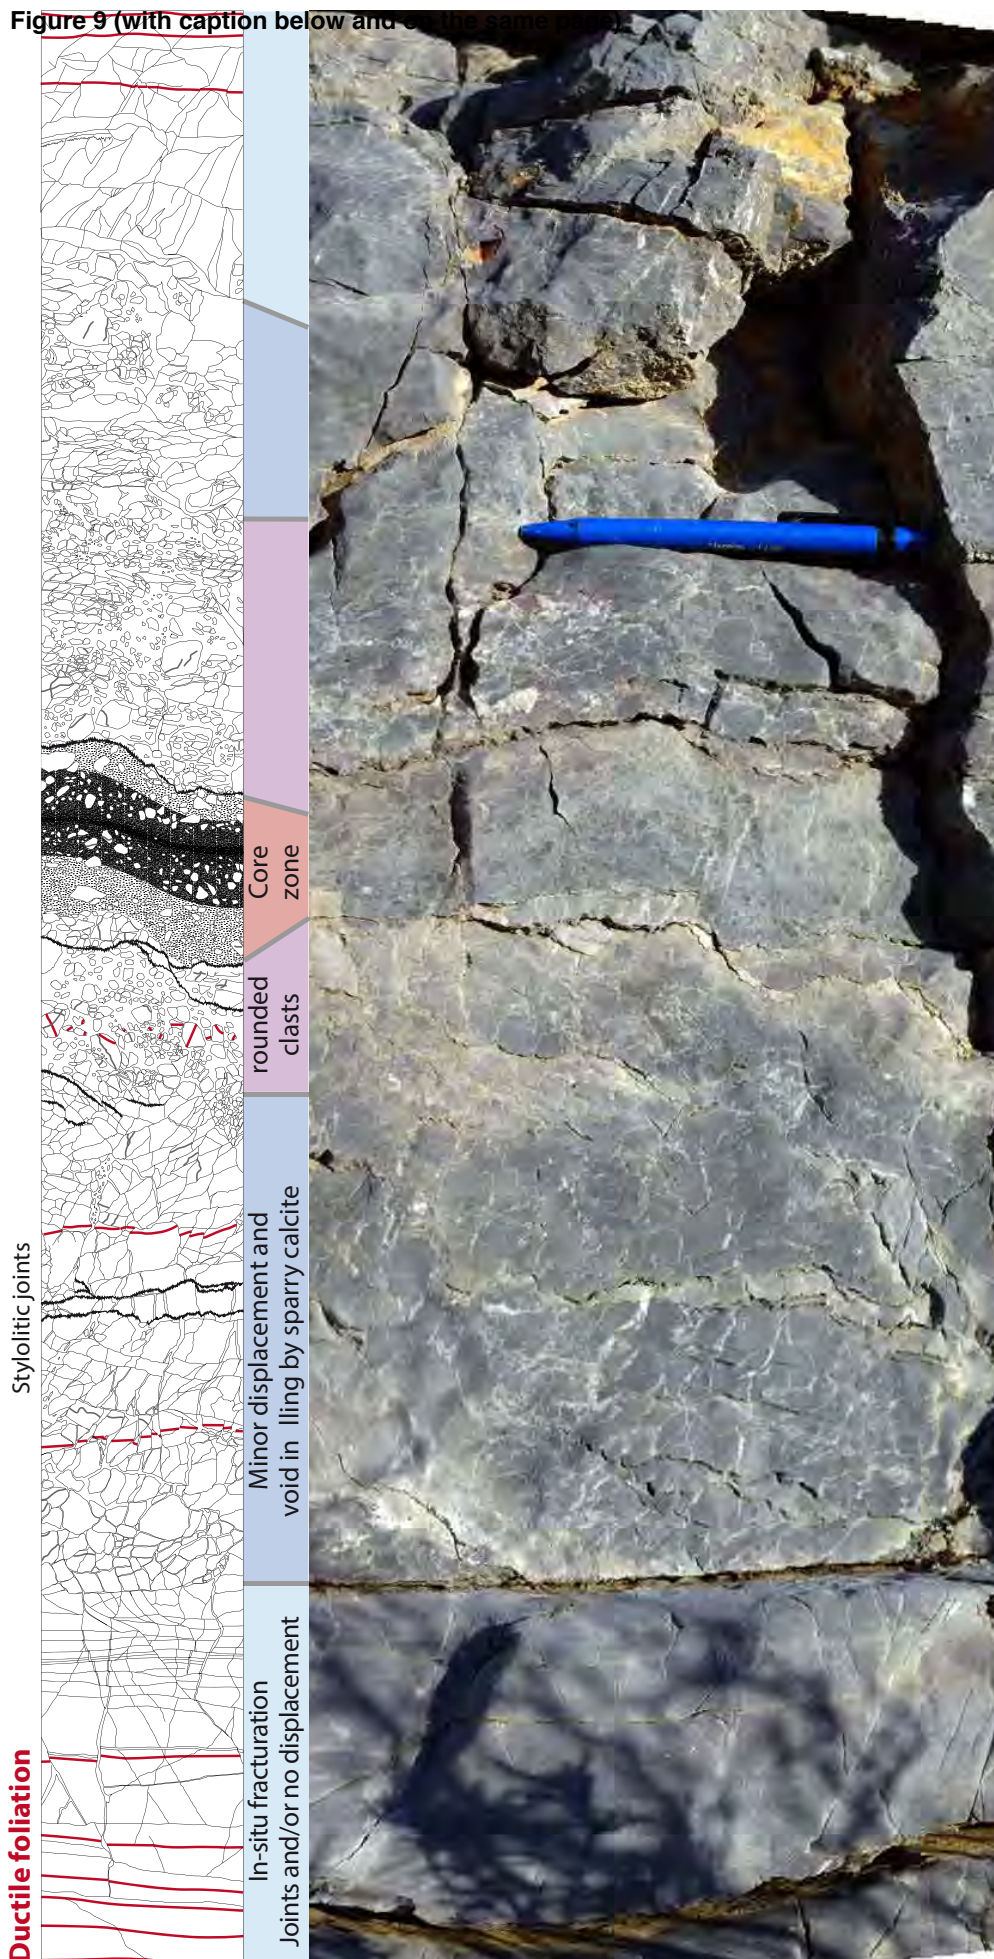 Figure 9 (with caption below and on the same page)
Core
zone
rounded
clasts
Stylolitic joints
Minor displacement and
void in lling by sparry calcite
In-situ fracturation
Joints and/or no displacement
Ductile foliation